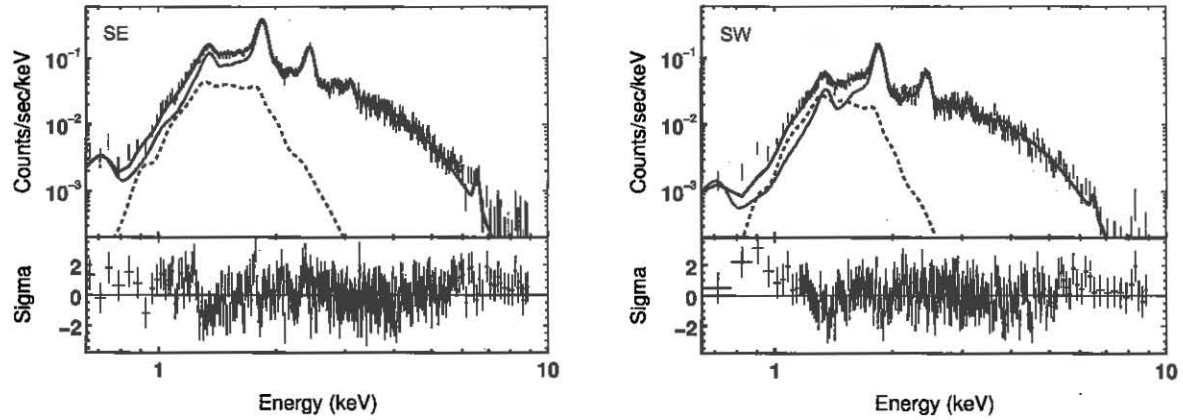 SE
Counts/sec/keV
10⁻¹
10⁻²
10⁻³
Sigma
2
0
−2
1
10
Energy (keV)
SW
Counts/sec/keV
10⁻¹
10⁻²
10⁻³
Sigma
2
0
−2
1
10
Energy (keV)